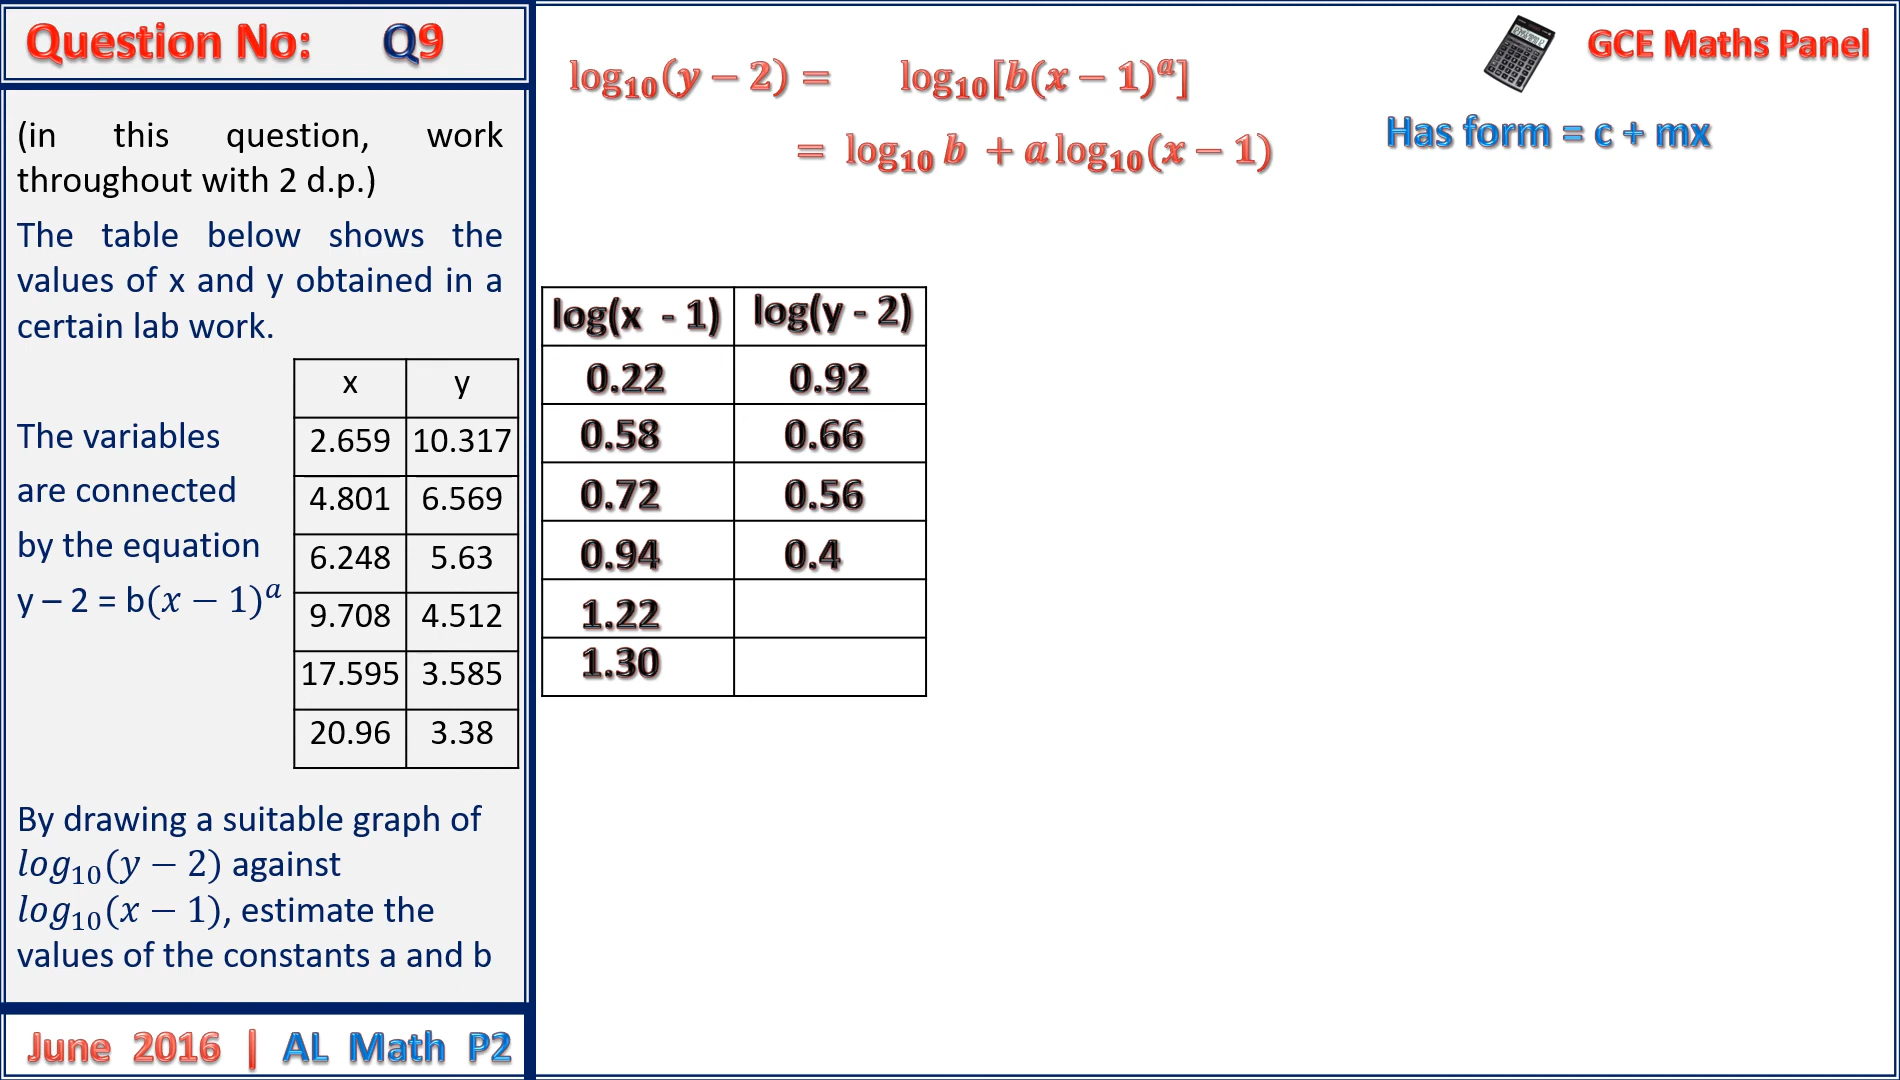 Question No: Q9
(in this question, work
throughout with 2 d.p.)
The table below shows the
values of x and y obtained in a
certain lab work.
The variables
are connected
by the equation
y – 2 = b(x − 1)^a
x y
2.659 10.317
4.801 6.569
6.248 5.63
9.708 4.512
17.595 3.585
20.96 3.38
By drawing a suitable graph of
log₁₀(y − 2) against
log₁₀(x − 1), estimate the
values of the constants a and b
June 2016 | AL Math P2
log₁₀(y − 2) = log₁₀[b(x − 1)^a]
= log₁₀ b + a log₁₀(x − 1)
GCE Maths Panel
Has form = c + mx
log(x - 1) log(y - 2)
0.22 0.92
0.58 0.66
0.72 0.56
0.94 0.4
1.22
1.30